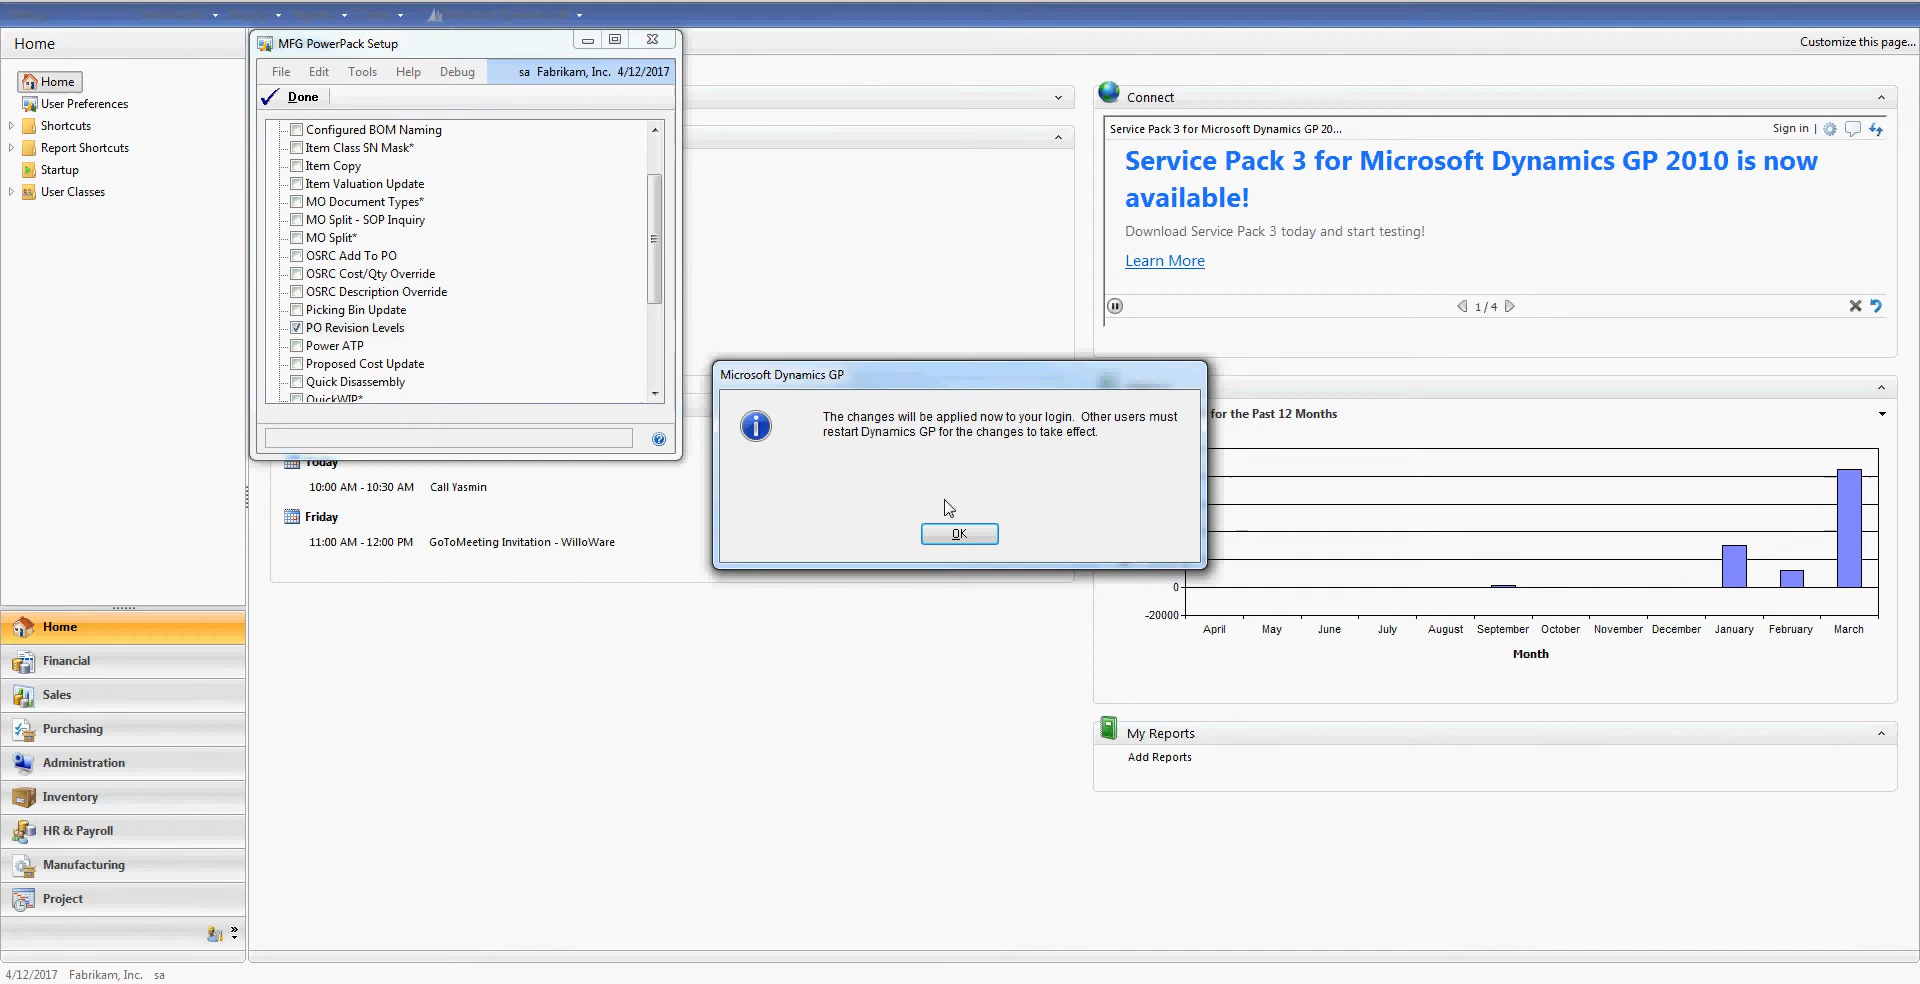 Home
Customize this page...
Home
User Preferences
Shortcuts
Report Shortcuts
Startup
User Classes
MFG PowerPack Setup
File Edit Tools Help Debug
sa Fabrikam, Inc. 4/12/2017
Done
Configured BOM Naming
Item Class SN Mask*
Item Copy
Item Valuation Update
MO Document Types*
MO Split - SOP Inquiry
MO Split*
OSRC Add To PO
OSRC Cost/Qty Override
OSRC Description Override
Picking Bin Update
PO Revision Levels
Power ATP
Proposed Cost Update
Quick Disassembly
QuickWIP*
Today
10:00 AM - 10:30 AM Call Yasmin
Friday
11:00 AM - 12:00 PM GoToMeeting Invitation - WilloWare
Microsoft Dynamics GP
The changes will be applied now to your login. Other users must
restart Dynamics GP for the changes to take effect.
OK
Connect
Service Pack 3 for Microsoft Dynamics GP 20...
Sign in |
Service Pack 3 for Microsoft Dynamics GP 2010 is now
available!
Download Service Pack 3 today and start testing!
Learn More
1 / 4
for the Past 12 Months
0
-20000
April May June July August September October November December January February March
Month
My Reports
Add Reports
Home
Financial
Sales
Purchasing
Administration
Inventory
HR & Payroll
Manufacturing
Project
4/12/2017 Fabrikam, Inc. sa